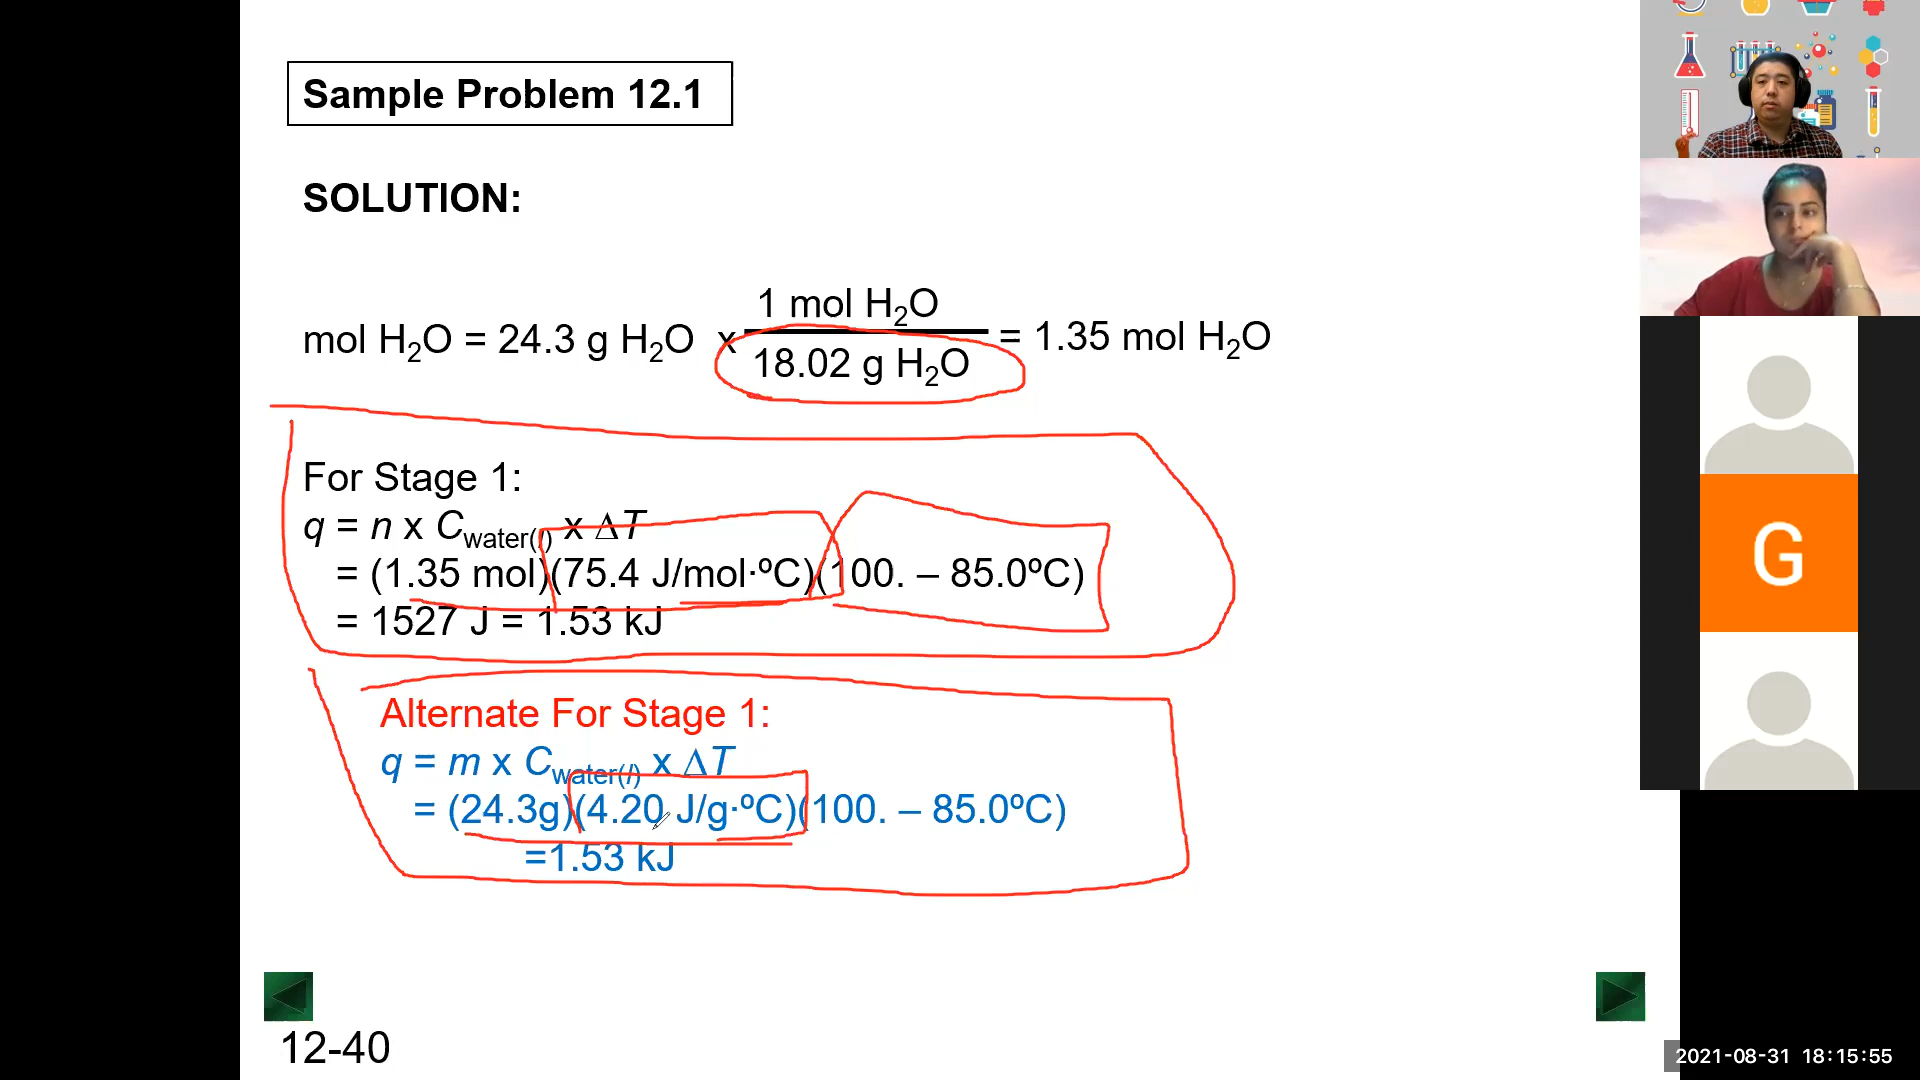 Sample Problem 12.1
SOLUTION:
mol H₂O = 24.3 g H₂O x 1 mol H₂O = 1.35 mol H₂O
18.02 g H₂O
For Stage 1:
q = n x Cwater(l) x ΔT
= (1.35 mol)(75.4 J/mol·ºC)(100. – 85.0ºC)
= 1527 J = 1.53 kJ
Alternate For Stage 1:
q = m x Cwater(l) x ΔT
= (24.3g)(4.20 J/g·ºC)(100. – 85.0ºC)
=1.53 kJ
12-40
G
2021-08-31 18:15:55